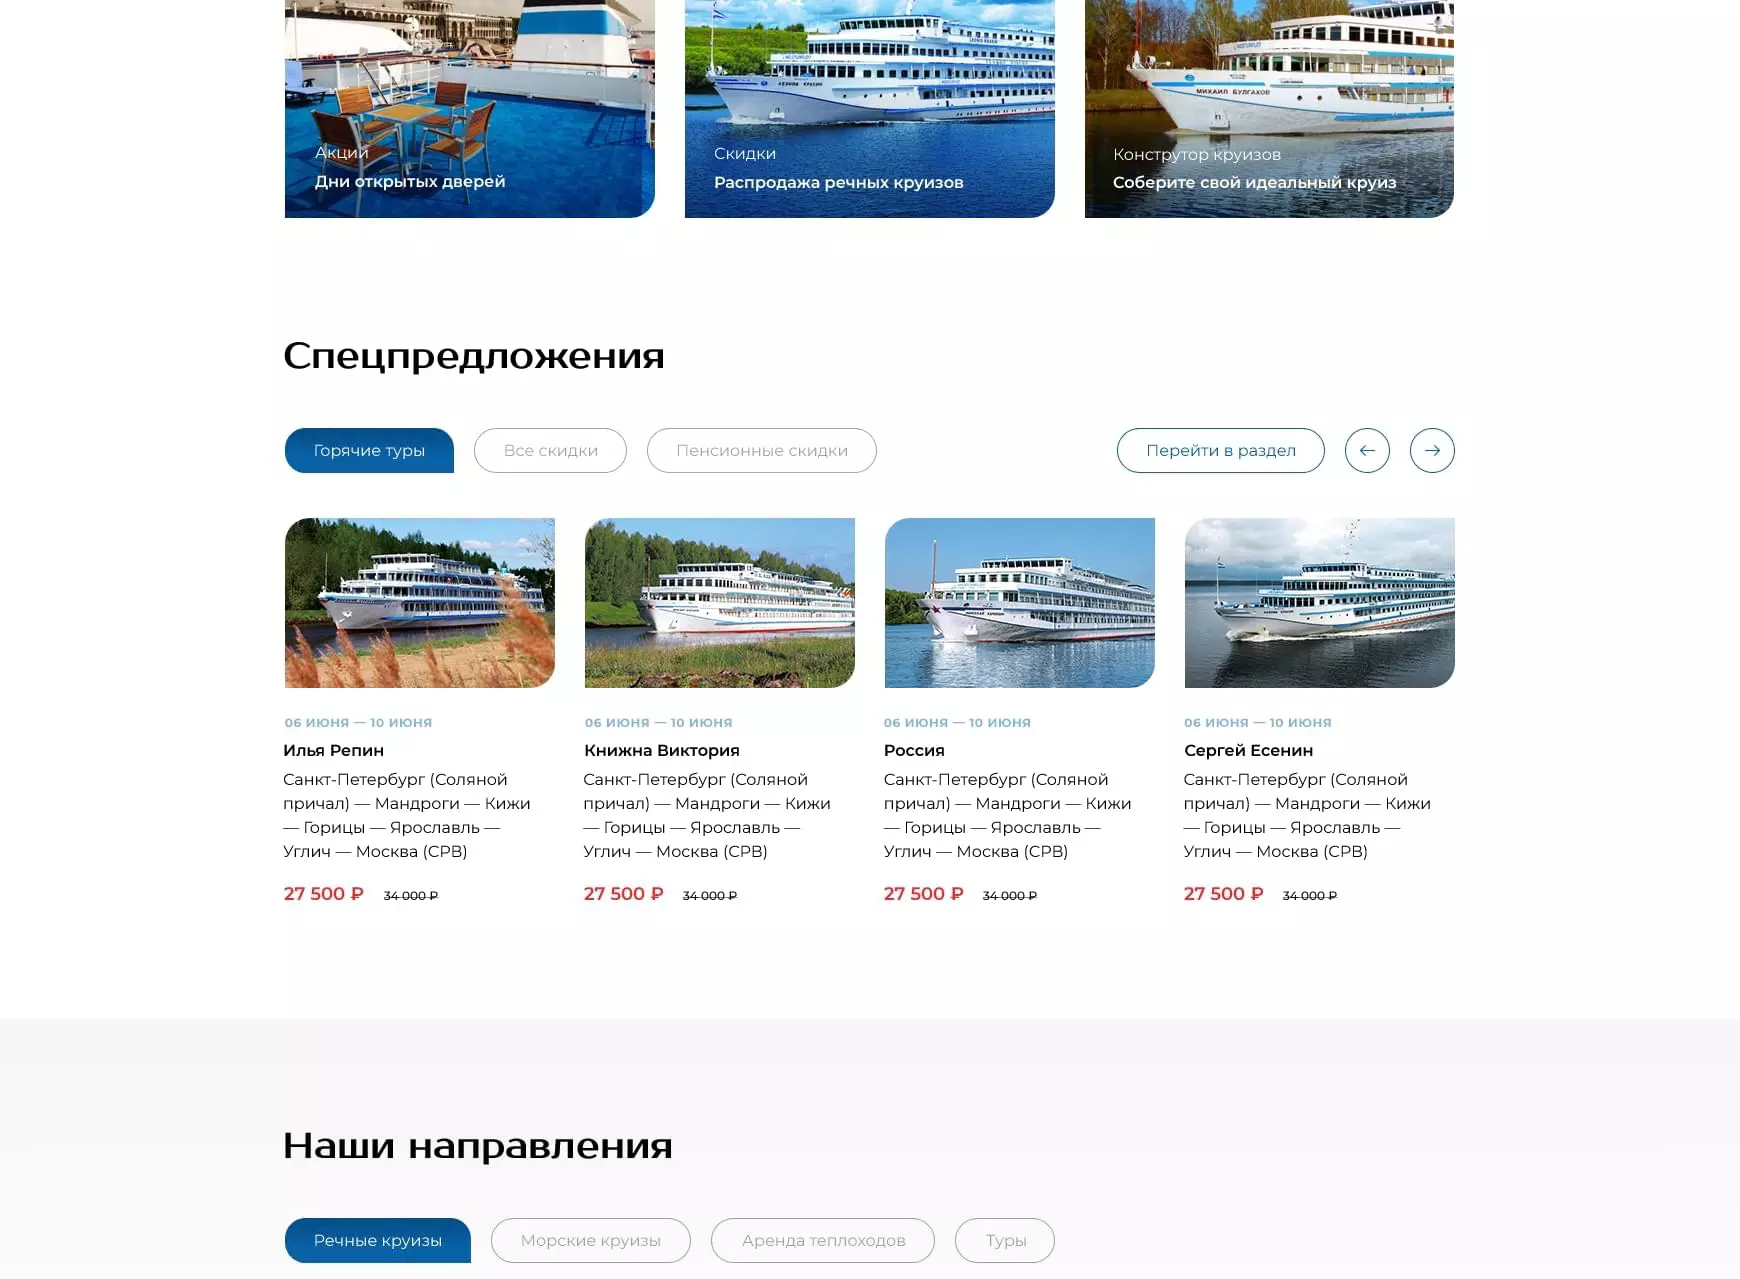 МИХАИЛ БУЛГАКОВ
Акции
Дни открытых дверей
Скидки
Распродажа речных круизов
Конструтор круизов
Соберите свой идеальный круиз
Спецпредложения
Горячие туры
Все скидки
Пенсионные скидки
Перейти в раздел
06 ИЮНЯ — 10 ИЮНЯ
Илья Репин
Санкт-Петербург (Соляной
причал) — Мандроги — Кижи
— Горицы — Ярославль —
Углич — Москва (СРВ)
27 500 ₽ 34 000 ₽
06 ИЮНЯ — 10 ИЮНЯ
Книжна Виктория
Санкт-Петербург (Соляной
причал) — Мандроги — Кижи
— Горицы — Ярославль —
Углич — Москва (СРВ)
27 500 ₽ 34 000 ₽
06 ИЮНЯ — 10 ИЮНЯ
Россия
Санкт-Петербург (Соляной
причал) — Мандроги — Кижи
— Горицы — Ярославль —
Углич — Москва (СРВ)
27 500 ₽ 34 000 ₽
06 ИЮНЯ — 10 ИЮНЯ
Сергей Есенин
Санкт-Петербург (Соляной
причал) — Мандроги — Кижи
— Горицы — Ярославль —
Углич — Москва (СРВ)
27 500 ₽ 34 000 ₽
Наши направления
Речные круизы
Морские круизы
Аренда теплоходов
Туры